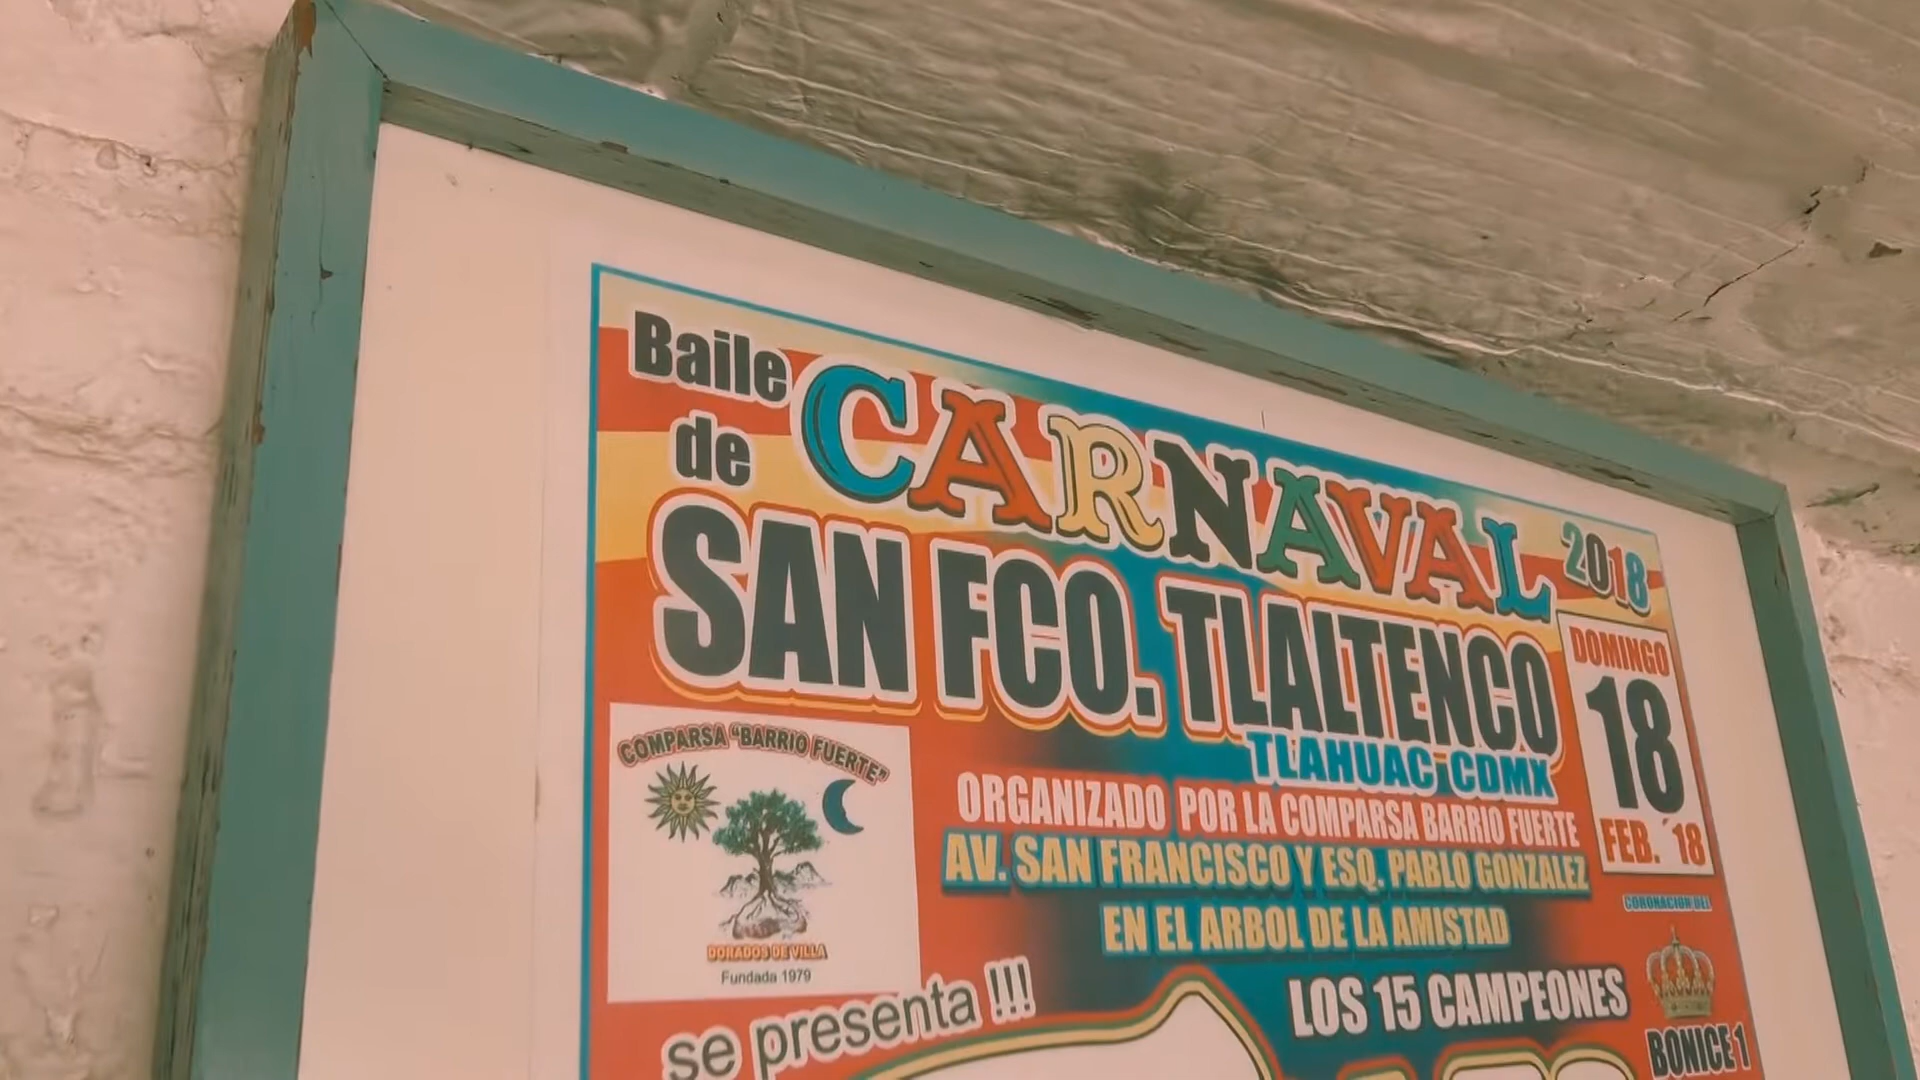 Baile
de
CARNAVAL 2018
SAN FCO. TLALTENCO
TLAHUAC CDMX
DOMINGO
18
FEB. '18
COMPARSA "BARRIO FUERTE"
DORADOS DE VILLA
Fundada 1979
ORGANIZADO POR LA COMPARSA BARRIO FUERTE
AV. SAN FRANCISCO Y ESQ. PABLO GONZALEZ
EN EL ARBOL DE LA AMISTAD
CORONACION DEL
BONICE 1
se presenta !!!
LOS 15 CAMPEONES